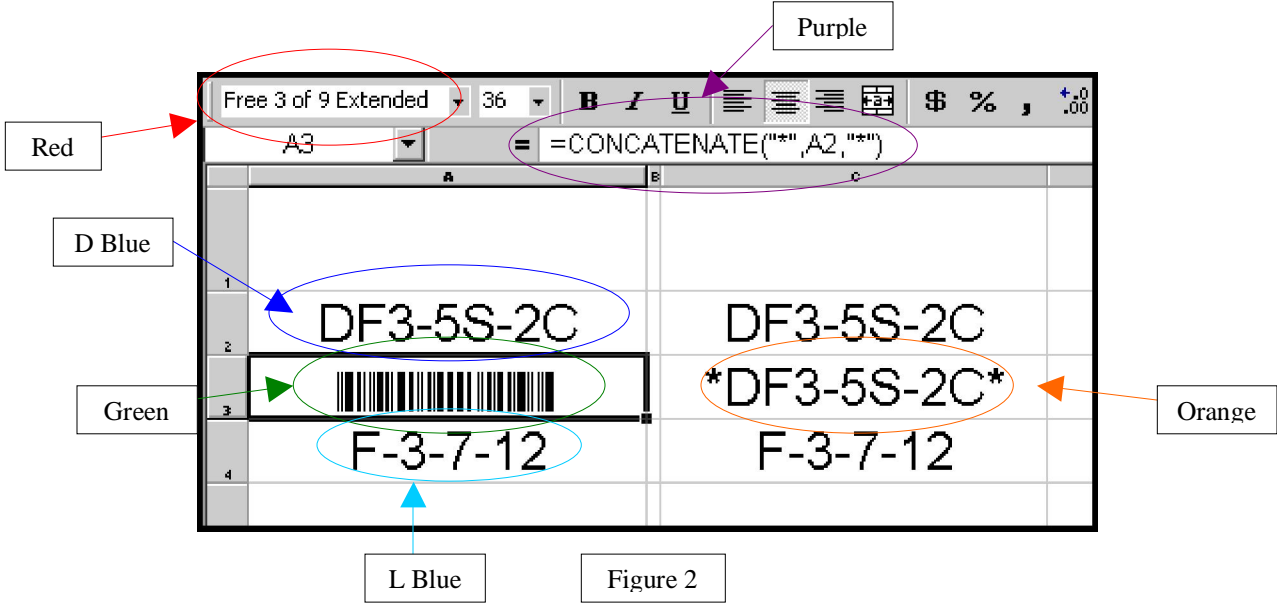 Purple
Free 3 of 9 Extended 36 B I U $ % , .00
Red
A3 = =CONCATENATE("*",A2,"*")
A B C
D Blue
1
2 DF3-5S-2C DF3-5S-2C
Green
3 *DF3-5S-2C*
Orange
4 F-3-7-12 F-3-7-12
L Blue
Figure 2